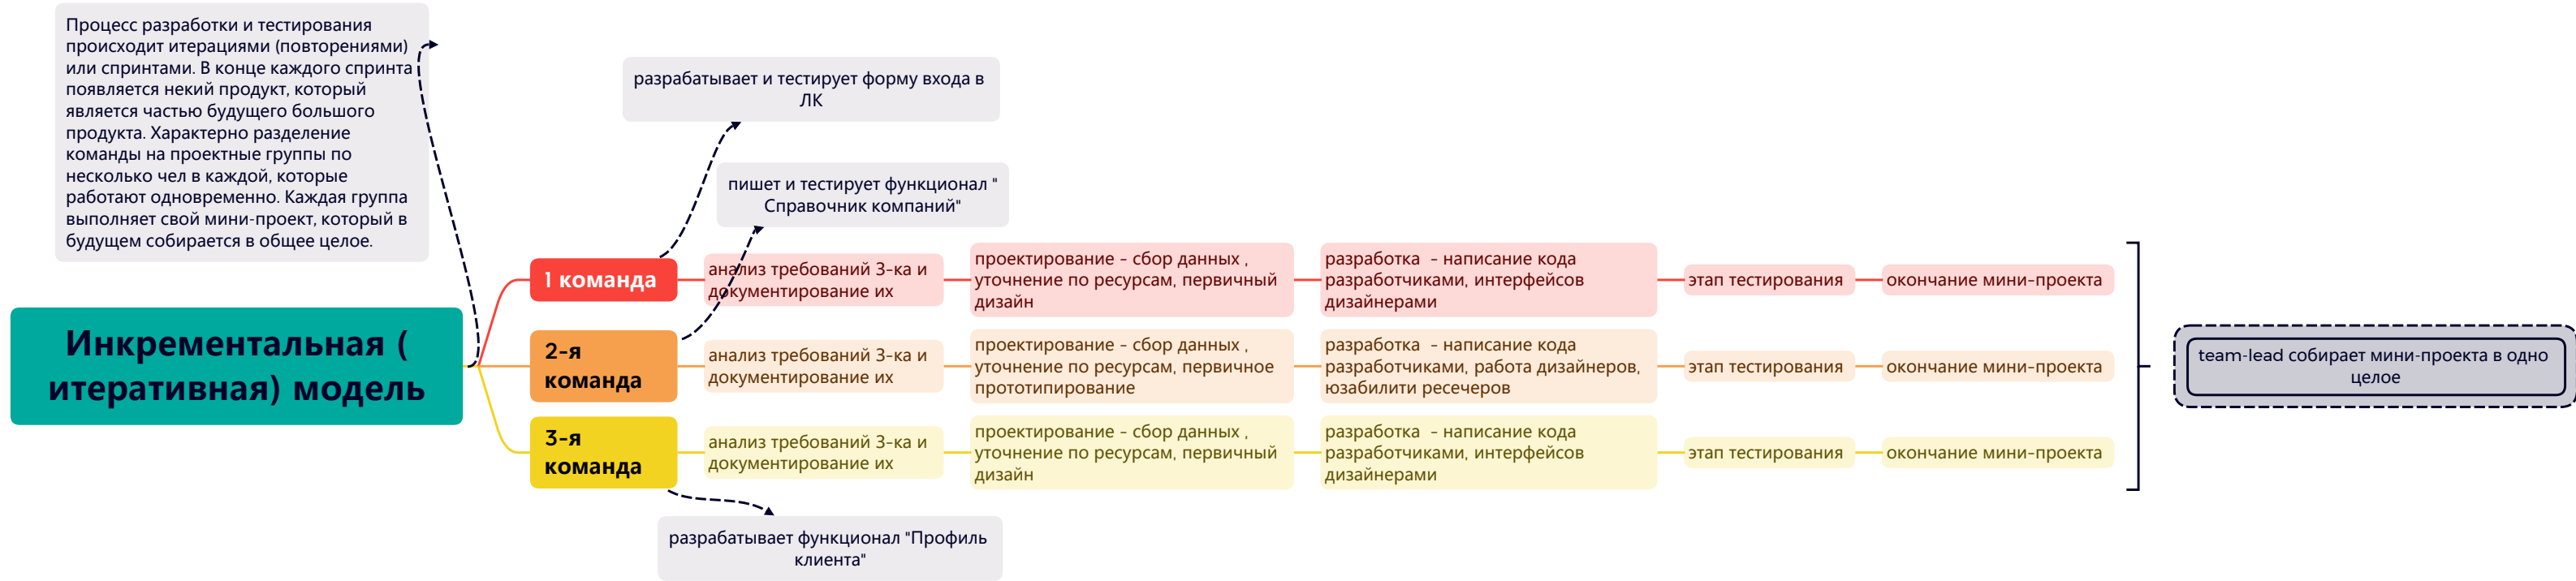 Процесс разработки и тестирования
происходит итерациями (повторениями)
или спринтами. В конце каждого спринта
появляется некий продукт, который
является частью будущего большого
продукта. Характерно разделение
команды на проектные группы по
несколько чел в каждой, которые
работают одновременно. Каждая группа
выполняет свой мини-проект, который в
будущем собирается в общее целое.
разрабатывает и тестирует форму входа в
ЛК
пишет и тестирует функционал "
Справочник компаний"
Инкрементальная (
итеративная) модель
1 команда
анализ требований З-ка и
документирование их
проектирование - сбор данных ,
уточнение по ресурсам, первичный
дизайн
разработка  - написание кода
разработчиками, интерфейсов
дизайнерами
этап тестирования
окончание мини-проекта
2-я
команда
анализ требований З-ка и
документирование их
проектирование - сбор данных ,
уточнение по ресурсам, первичное
прототипирование
разработка  - написание кода
разработчиками, работа дизайнеров,
юзабилити ресечеров
этап тестирования
окончание мини-проекта
3-я
команда
анализ требований З-ка и
документирование их
проектирование - сбор данных ,
уточнение по ресурсам, первичный
дизайн
разработка  - написание кода
разработчиками, интерфейсов
дизайнерами
этап тестирования
окончание мини-проекта
team-lead собирает мини-проекта в одно
целое
разрабатывает функционал "Профиль
клиента"